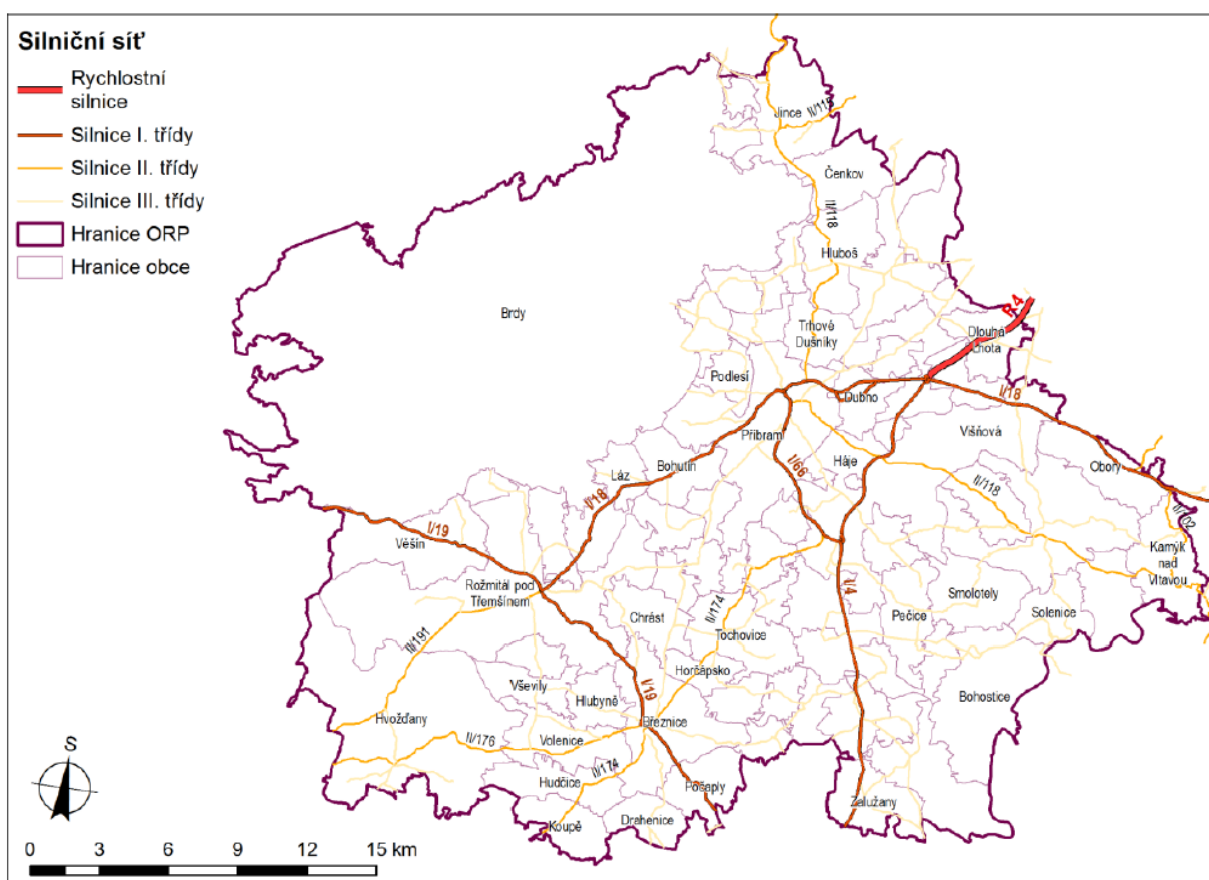 Silniční síť
Rychlostní
silnice
Silnice I. třídy
Silnice II. třídy
Silnice III. třídy
Hranice ORP
Hranice obce
Jince
II/118
Čenkov
II/118
Hluboš
Brdy
R4
Dlouhá
Lhota
Trhové
Dušníky
Podlesí
Dubno
I/18
Příbram
Višňová
Háje
Bohutín
Láz
I/66
Obory
II/118
I/18
II/102
I/19
Věšín
Kamýk
nad
Vltavou
Rožmitál pod
Třemšínem
I/4
Smolotely
Solenice
Pečice
Chrást
II/174
Tochovice
II/191
Horčápsko
Vševily
I/19
Hlubyně
Bohostice
Hvožďany
Březnice
II/176
Volenice
II/174
Hudčice
Počaply
Zalužany
Koupě
Drahenice
S
0 3 6 9 12 15 km